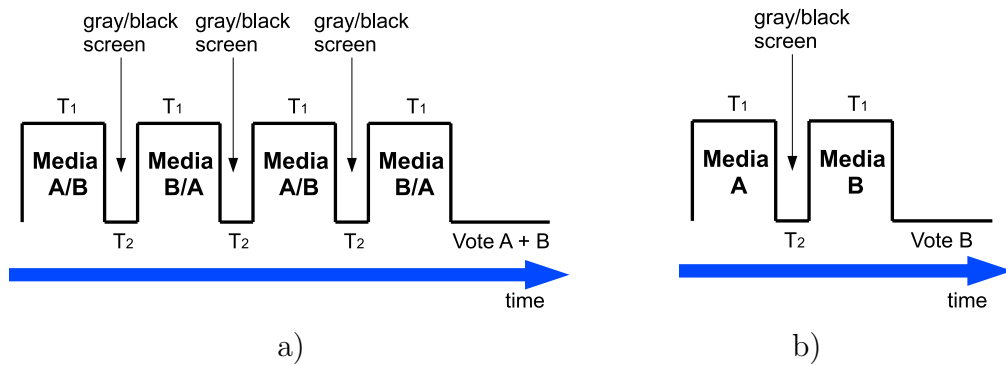 gray/black
screen
gray/black
screen
gray/black
screen
T1
T1
T1
T1
Media
A/B
Media
B/A
Media
A/B
Media
B/A
T2
T2
T2
Vote A + B
time
a)
gray/black
screen
T1
T1
Media
A
Media
B
T2
Vote B
time
b)